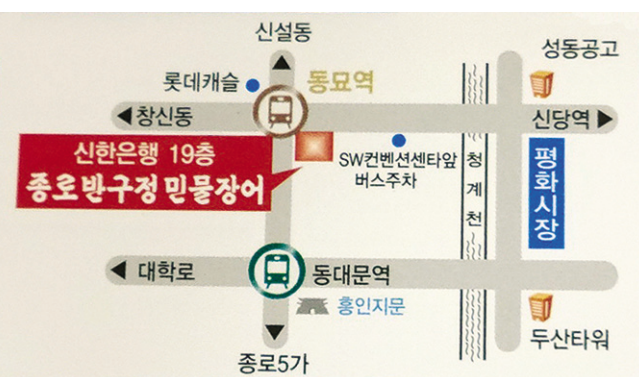 신설동
성동공고
롯데캐슬
동묘역
창신동
신당역
신한은행 19층
종로반구정민물장어
SW컨벤션센타앞
버스주차
청계천
평화시장
대학로
동대문역
흥인지문
두산타워
종로5가